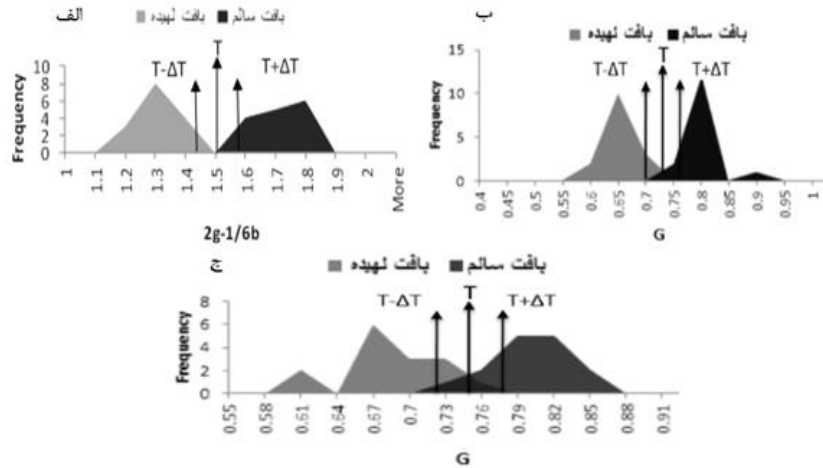 الف
بافت لهیده بافت سالم
T
T-ΔT T+ΔT
Frequency
10
8
6
4
2
0
1 1.1 1.2 1.3 1.4 1.5 1.6 1.7 1.8 1.9 2 More
2g-1/6b
ب
بافت لهیده بافت سالم
T
T-ΔT T+ΔT
Frequency
15
10
5
0
0.4 0.45 0.5 0.55 0.6 0.65 0.7 0.75 0.8 0.85 0.9 0.95 1
G
ج
بافت لهیده بافت سالم
T
T-ΔT T+ΔT
Frequency
8
6
4
2
0
0.55 0.58 0.61 0.64 0.67 0.7 0.73 0.76 0.79 0.82 0.85 0.88 0.91
G